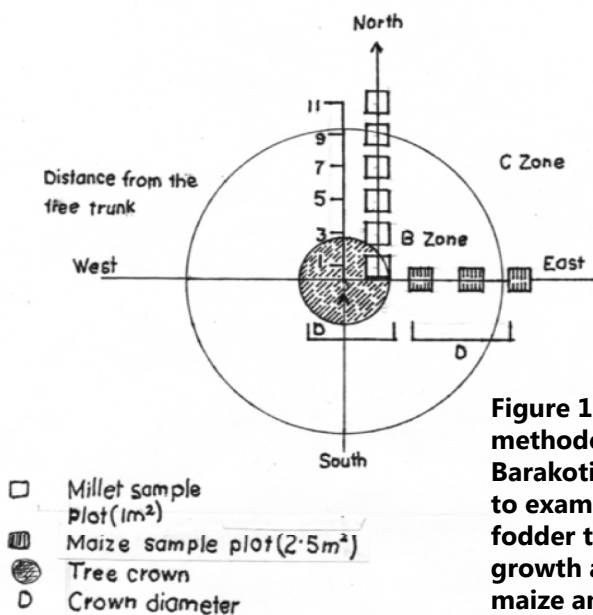 North
11
9
7
5
3
1
C Zone
Distance from the
tree trunk
B Zone
West
East
D
D
South
Figure 1
methodo
Barakoti
to exam
fodder t
growth a
maize an
Millet sample
plot (1m²)
Maize sample plot (2·5m²)
Tree crown
D Crown diameter